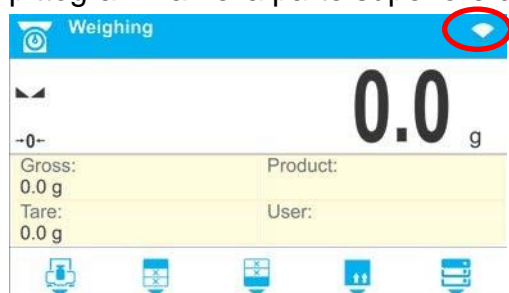 Weighing
0.0 g
→0←
Gross:
0.0 g
Product:
Tare:
0.0 g
User: